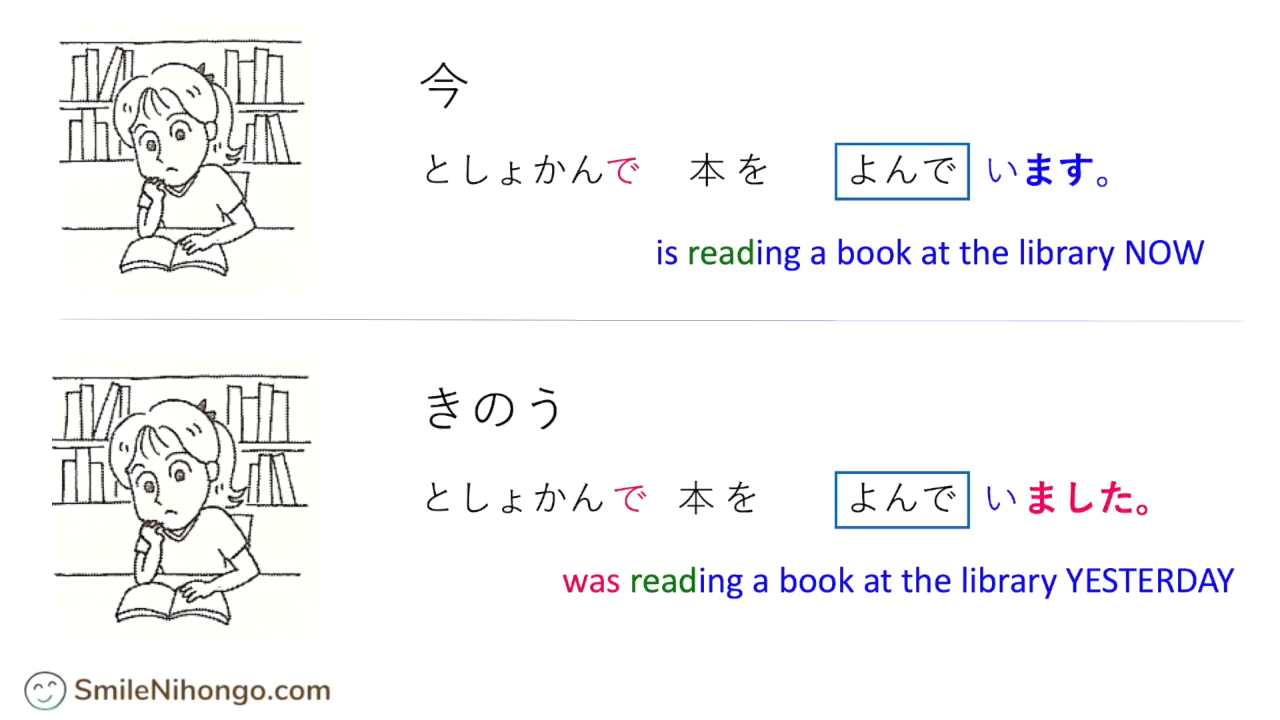 今
としょかんで 本を よんで います。
is reading a book at the library NOW
きのう
としょかんで 本を よんで いました。
was reading a book at the library YESTERDAY
SmileNihongo.com